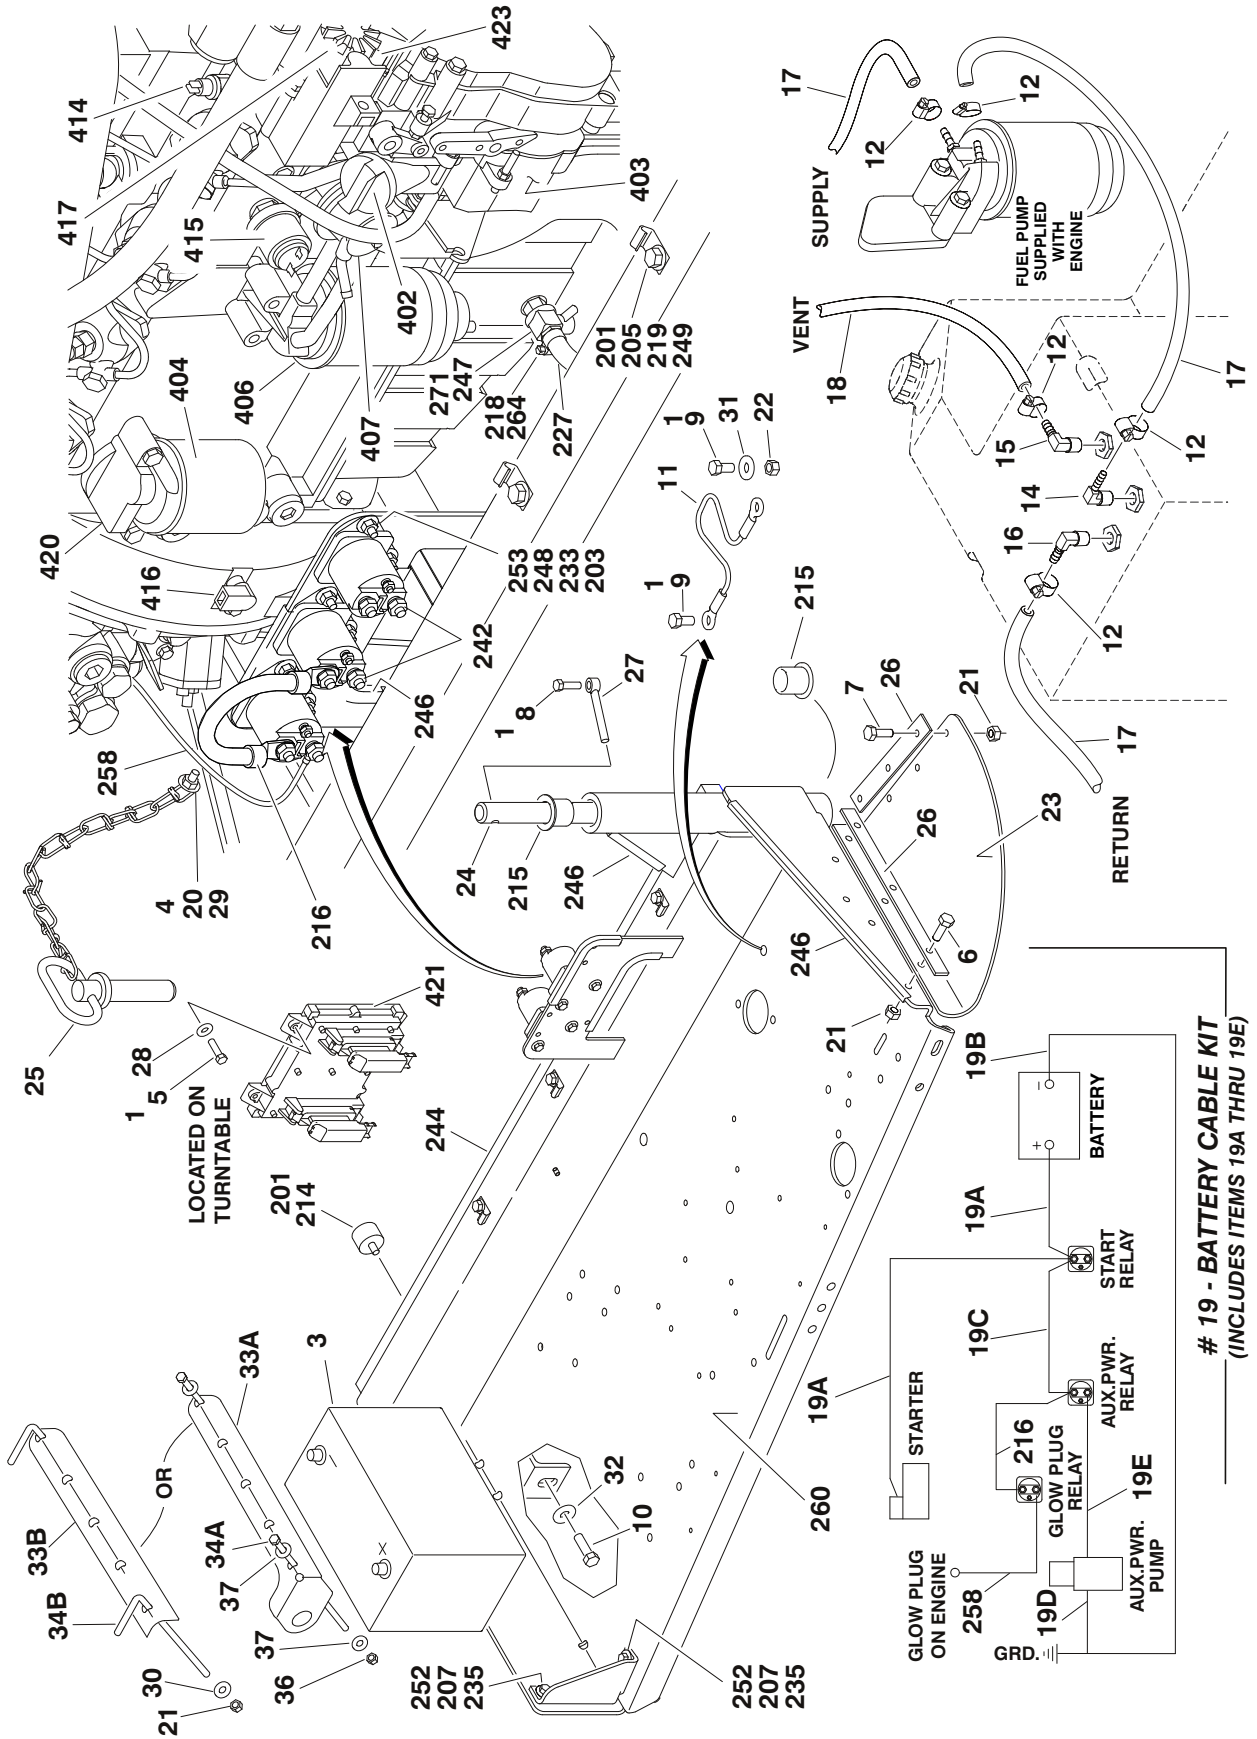 423
414
417
415
404
406
402
403
407
420
416
271
247
218
264
227
201
205
219
249
253
248
233
203
242
246
258
216
4
20
29
25
1
5
28
LOCATED ON
TURNTABLE
421
244
201
214
1
9
31
22
11
1
9
215
27
1
8
24
215
246
7
26
21
26
23
246
6
21
17
SUPPLY
12
12
FUEL PUMP
SUPPLIED
WITH
ENGINE
VENT
18
12
15
14
12
17
16
12
17
RETURN
33B
34B
OR
33A
3
34A
37
37
36
30
21
32
10
260
252
207
235
252
207
235
X
–
19B
BATTERY
+
–
19A
START
RELAY
19C
19A
AUX.PWR.
RELAY
STARTER
216
GLOW PLUG
RELAY
19E
GLOW PLUG
ON ENGINE
258
19D
AUX.PWR.
PUMP
GRD.
# 19 - BATTERY CABLE KIT
(INCLUDES ITEMS 19A THRU 19E)